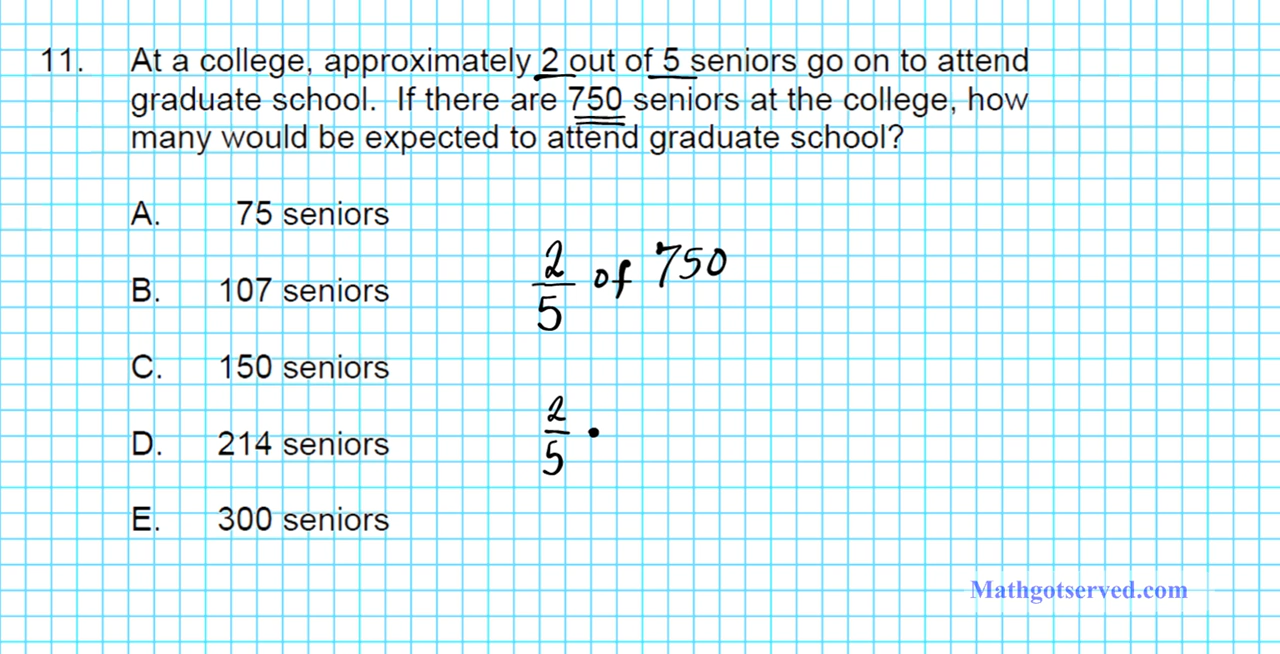 11. At a college, approximately 2 out of 5 seniors go on to attend
graduate school. If there are 750 seniors at the college, how
many would be expected to attend graduate school?
A. 75 seniors
B. 107 seniors
C. 150 seniors
D. 214 seniors
E. 300 seniors
2/5 of 750
2/5 ·
Mathgotserved.com